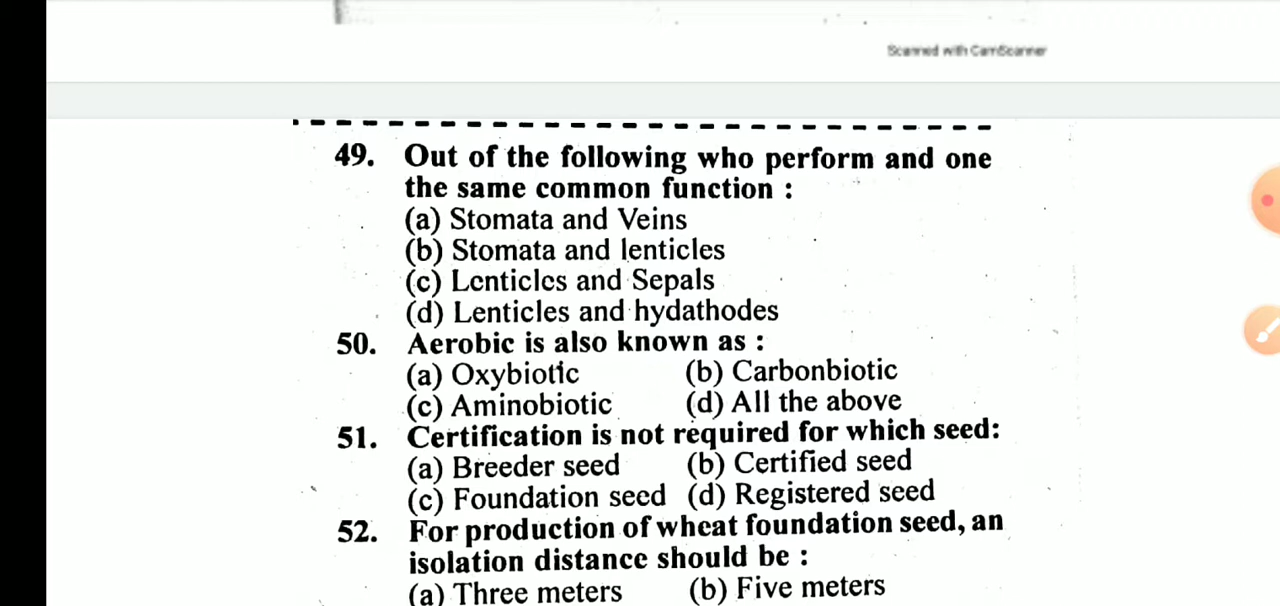 Scanned with CamScanner
49. Out of the following who perform and one
the same common function :
(a) Stomata and Veins
(b) Stomata and lenticles
(c) Lenticles and Sepals
(d) Lenticles and hydathodes
50. Aerobic is also known as :
(a) Oxybiotic (b) Carbonbiotic
(c) Aminobiotic (d) All the above
51. Certification is not required for which seed:
(a) Breeder seed (b) Certified seed
(c) Foundation seed (d) Registered seed
52. For production of wheat foundation seed, an
isolation distance should be :
(a) Three meters (b) Five meters